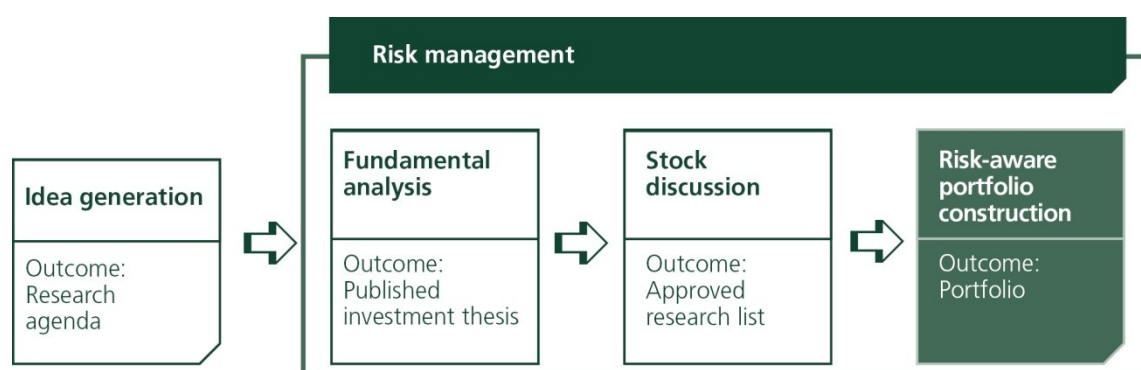 Risk management
Idea generation
Outcome:
Research
agenda
Fundamental
analysis
Outcome:
Published
investment thesis
Stock
discussion
Outcome:
Approved
research list
Risk-aware
portfolio
construction
Outcome:
Portfolio